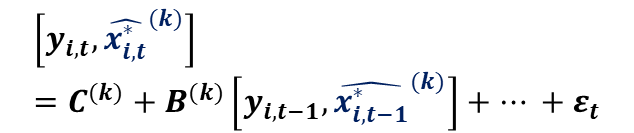 [y_{i,t}, \widehat{x^*_{i,t}}^{(k)}]
= C^{(k)} + B^{(k)} [y_{i,t-1}, \widehat{x^*_{i,t-1}}^{(k)}] + ⋯ + ε_t